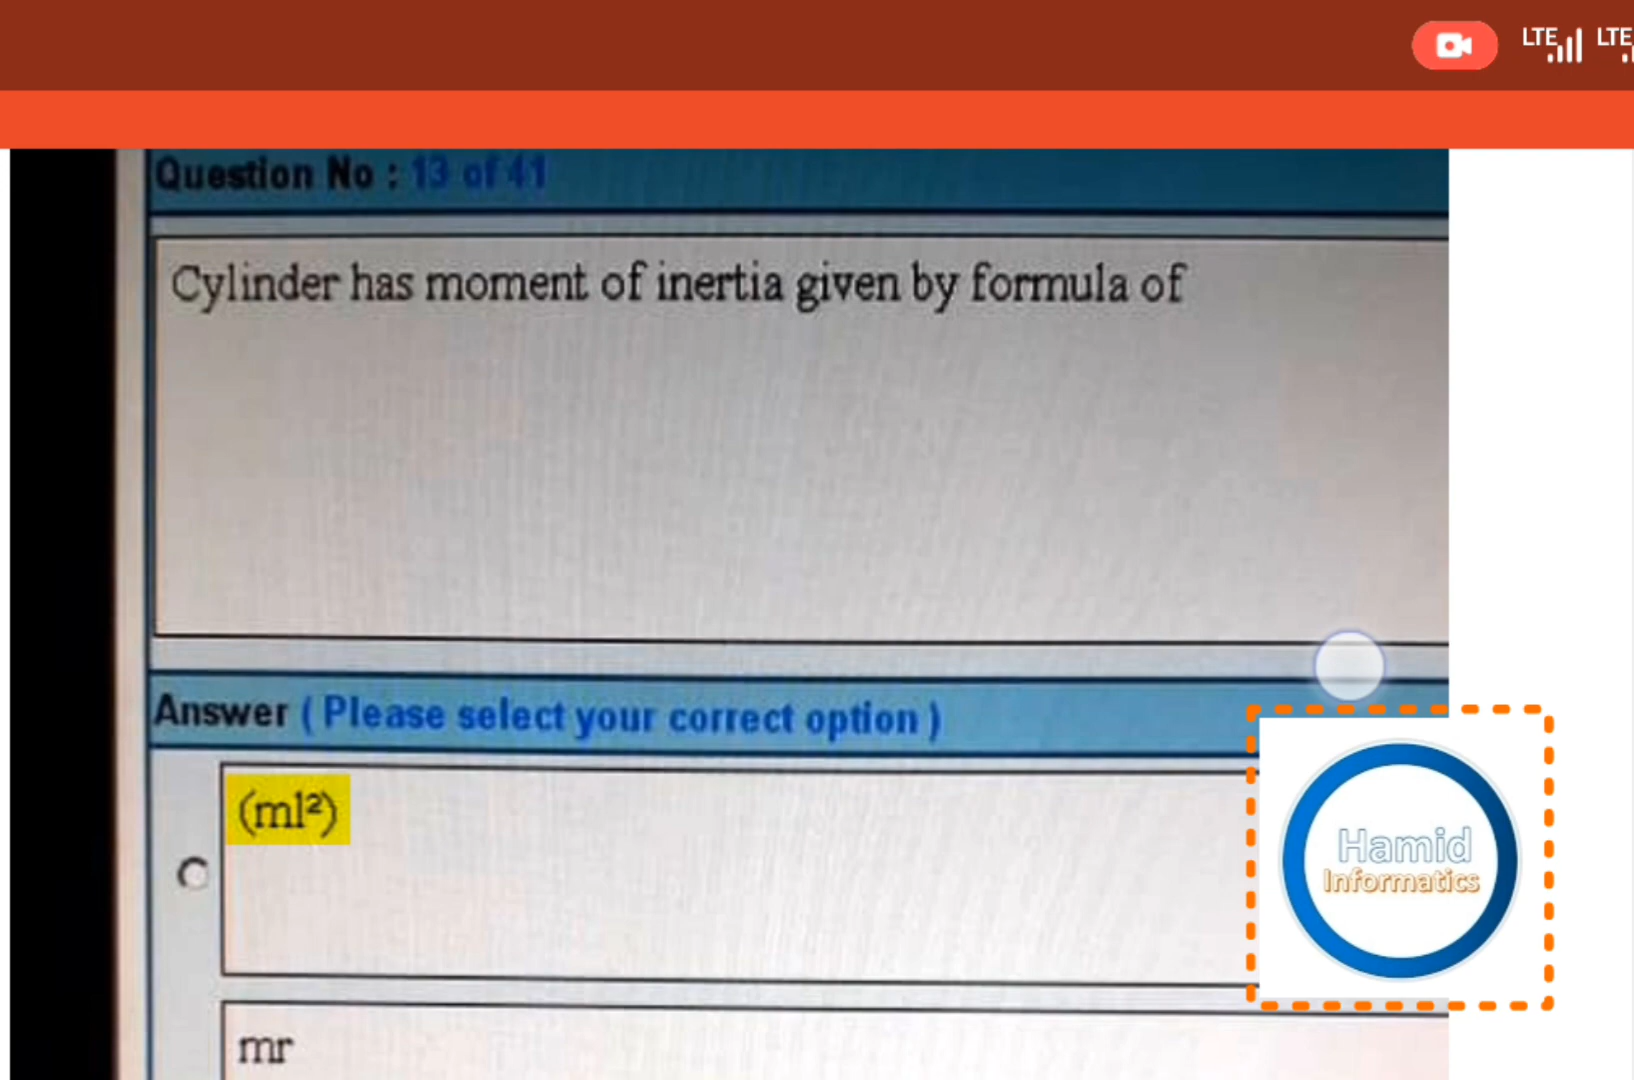 LTE LTE
Question No : 13 of 41
Cylinder has moment of inertia given by formula of
Answer ( Please select your correct option )
(ml²)
Hamid
Informatics
mr